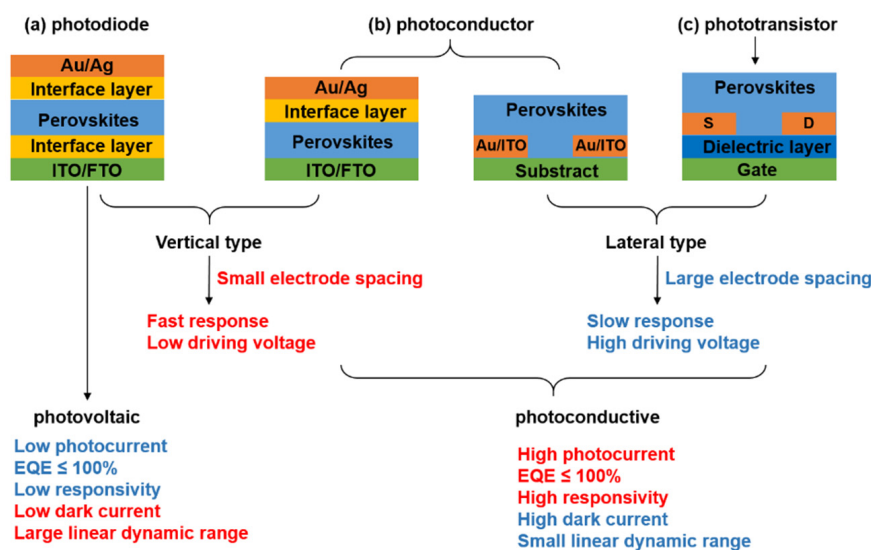 (a) photodiode
(b) photoconductor
(c) phototransistor
Au/Ag
Interface layer
Perovskites
Interface layer
ITO/FTO
Au/Ag
Interface layer
Perovskites
ITO/FTO
Perovskites
Au/ITO
Au/ITO
Substract
Perovskites
S
D
Dielectric layer
Gate
Vertical type
Small electrode spacing
Fast response
Low driving voltage
Lateral type
Large electrode spacing
Slow response
High driving voltage
photovoltaic
Low photocurrent
EQE ≤ 100%
Low responsivity
Low dark current
Large linear dynamic range
photoconductive
High photocurrent
EQE ≤ 100%
High responsivity
High dark current
Small linear dynamic range